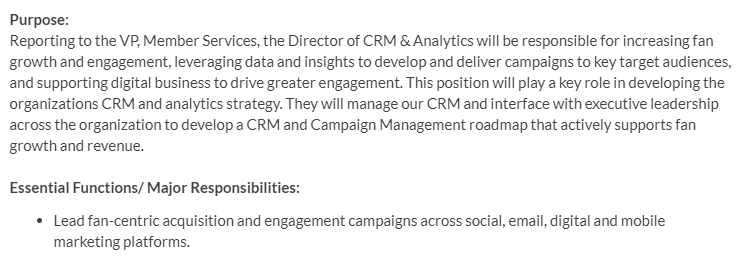 Purpose:
Reporting to the VP, Member Services, the Director of CRM & Analytics will be responsible for increasing fan
growth and engagement, leveraging data and insights to develop and deliver campaigns to key target audiences,
and supporting digital business to drive greater engagement. This position will play a key role in developing the
organizations CRM and analytics strategy. They will manage our CRM and interface with executive leadership
across the organization to develop a CRM and Campaign Management roadmap that actively supports fan
growth and revenue.
Essential Functions/ Major Responsibilities:
• Lead fan-centric acquisition and engagement campaigns across social, email, digital and mobile
marketing platforms.